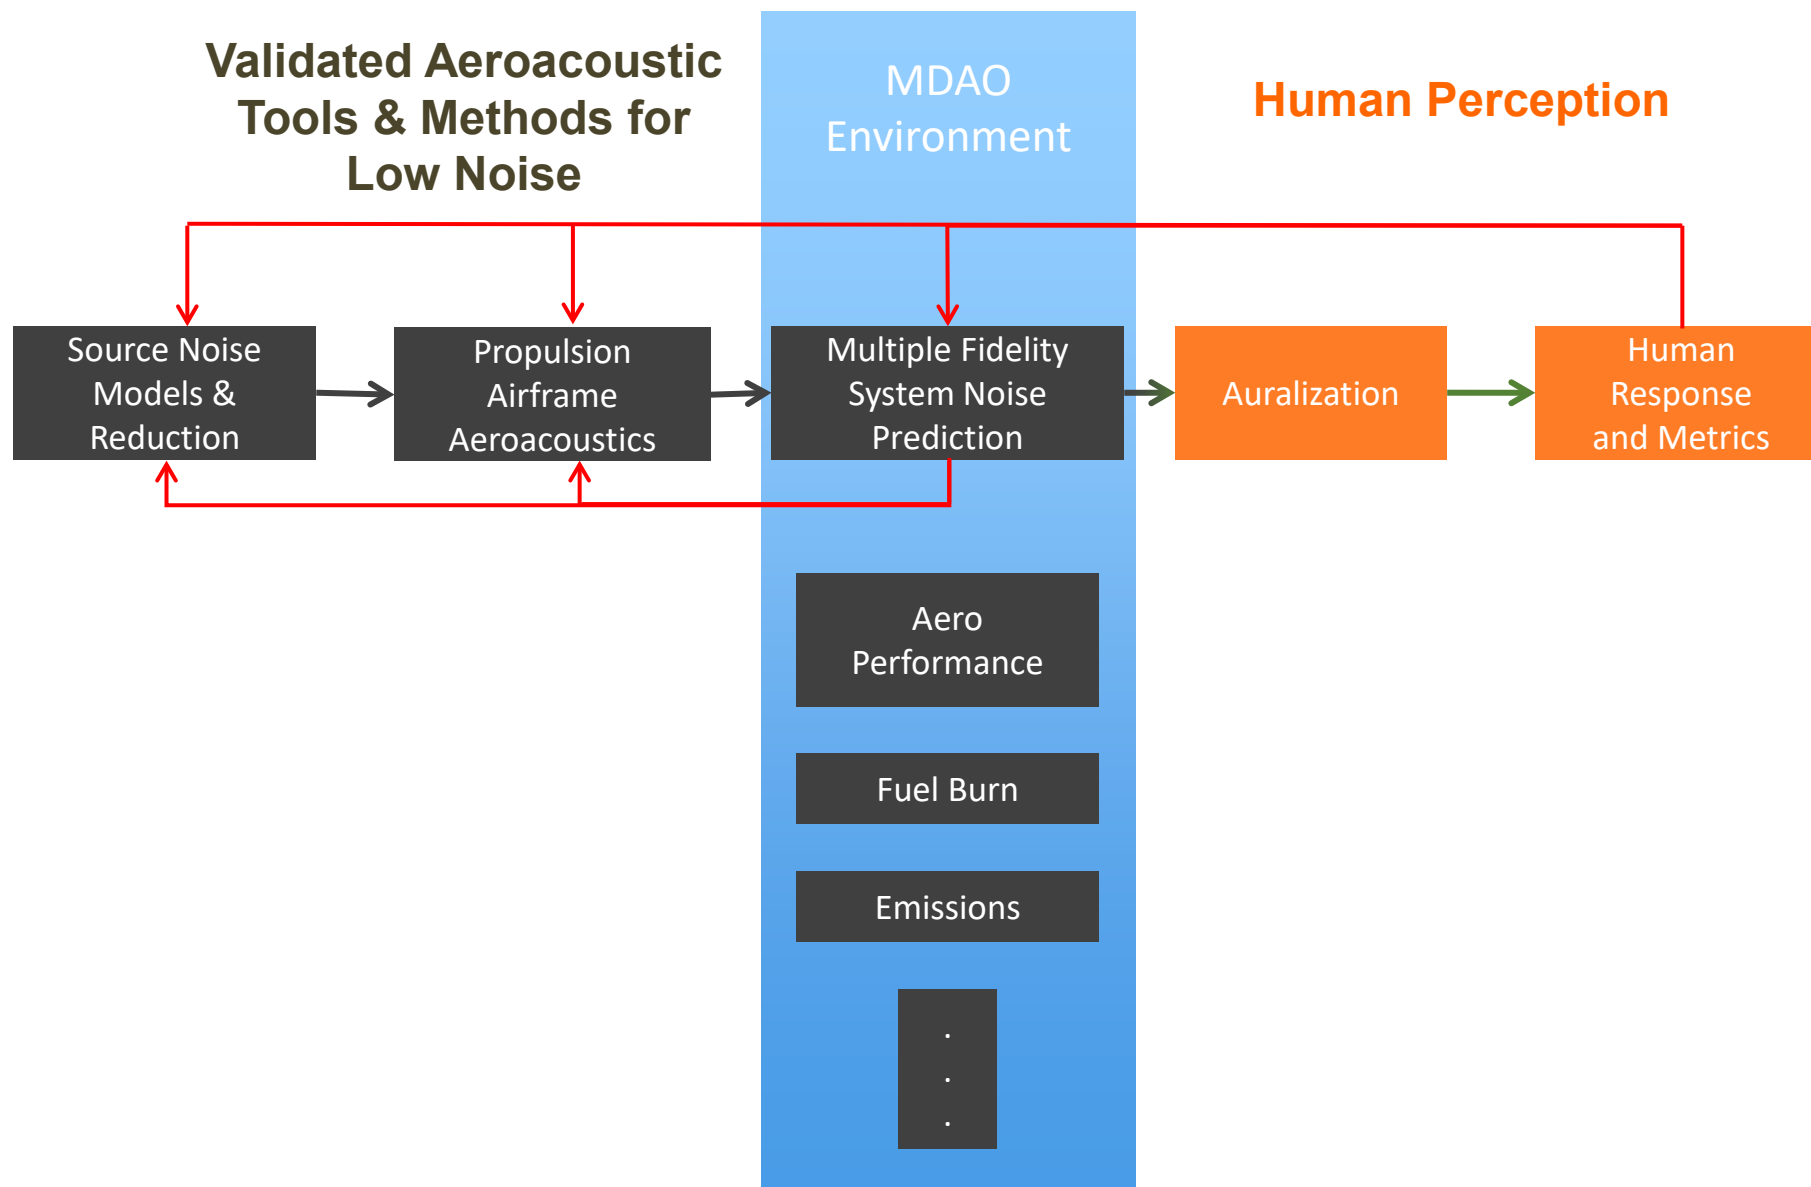 Validated Aeroacoustic
Tools & Methods for
Low Noise
MDAO
Environment
Human Perception
Source Noise
Models &
Reduction
Propulsion
Airframe
Aeroacoustics
Multiple Fidelity
System Noise
Prediction
Auralization
Human
Response
and Metrics
Aero
Performance
Fuel Burn
Emissions
.
.
.